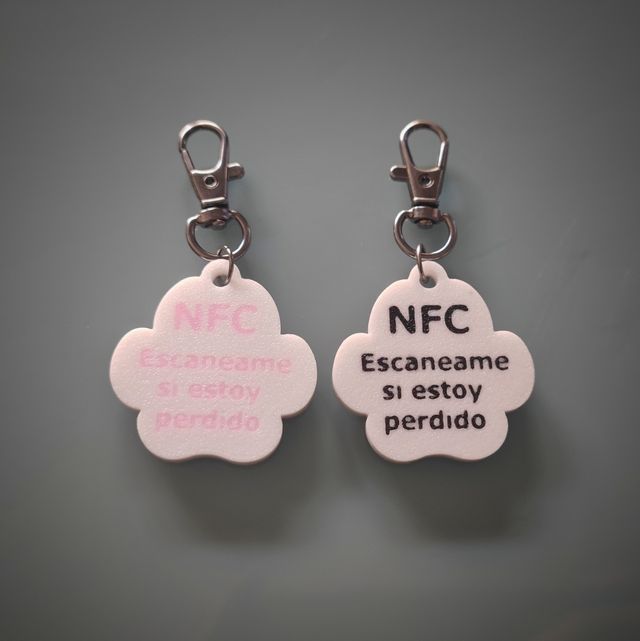 NFC
Escaneame
si estoy
perdido
NFC
Escaneame
si estoy
perdido